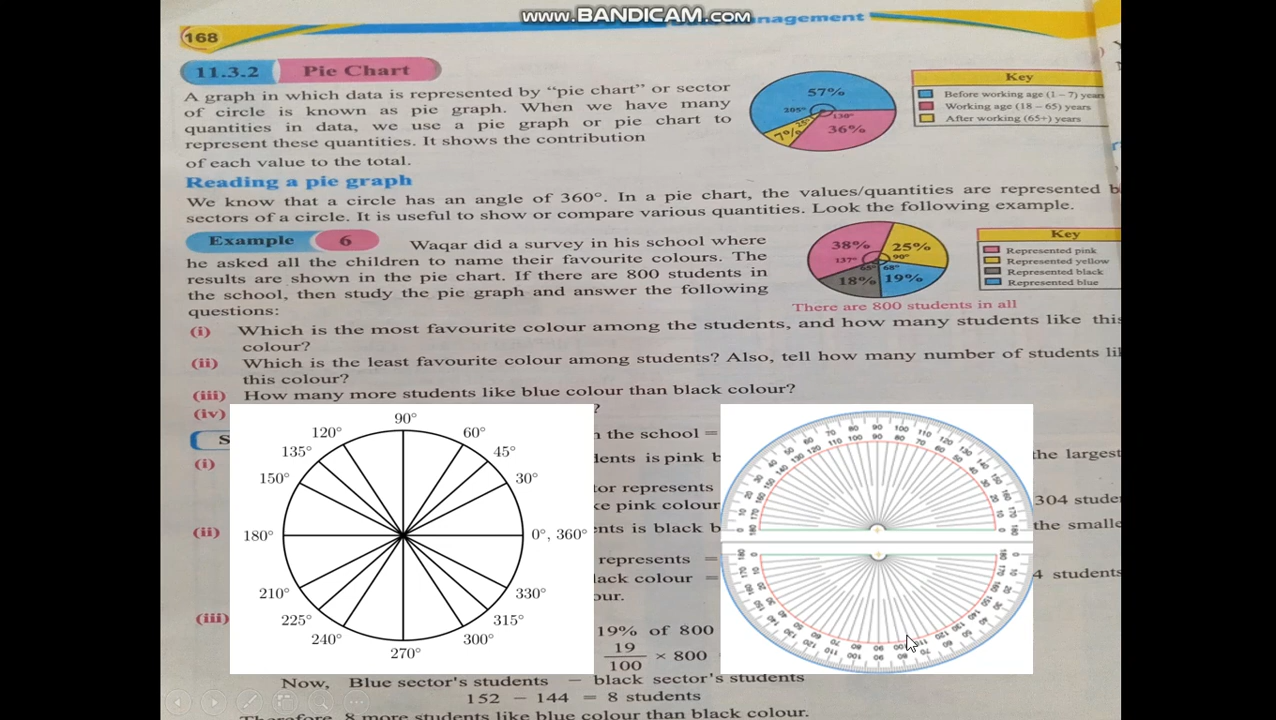 www.BANDICAM.com
nagement
168
11.3.2 Pie Chart
A graph in which data is represented by “pie chart” or sector
of circle is known as pie graph. When we have many
quantities in data, we use a pie graph or pie chart to
represent these quantities. It shows the contribution
of each value to the total.
57%
205°
130°
25°
7%
36%
Key
Before working age (1 – 7) years
Working age (18 – 65) years
After working (65+) years
Reading a pie graph
We know that a circle has an angle of 360°. In a pie chart, the values/quantities are represented b
sectors of a circle. It is useful to show or compare various quantities. Look the following example.
Example 6 Waqar did a survey in his school where
he asked all the children to name their favourite colours. The
results are shown in the pie chart. If there are 800 students in
the school, then study the pie graph and answer the following
questions:
38%
25%
137°
90°
65°
68°
18%
19%
Key
Represented pink
Represented yellow
Represented black
Represented blue
There are 800 students in all
(i) Which is the most favourite colour among the students, and how many students like this
colour?
(ii) Which is the least favourite colour among students? Also, tell how many number of students li
this colour?
(iii) How many more students like blue colour than black colour?
(iv) ?
S
n the school =
(i) dents is pink b
the largest
tor represents
ke pink colour
304 stude
(ii) nts is black b
the smalle
represents =
lack colour =
4 students
our.
(iii)
19% of 800
19
100 × 800
Now, Blue sector's students – black sector's students
152 – 144 = 8 students
Therefore, 8 more students like blue colour than black colour.
90°
120°
60°
135°
45°
150°
30°
180°
0°, 360°
210°
330°
225°
315°
240°
300°
270°